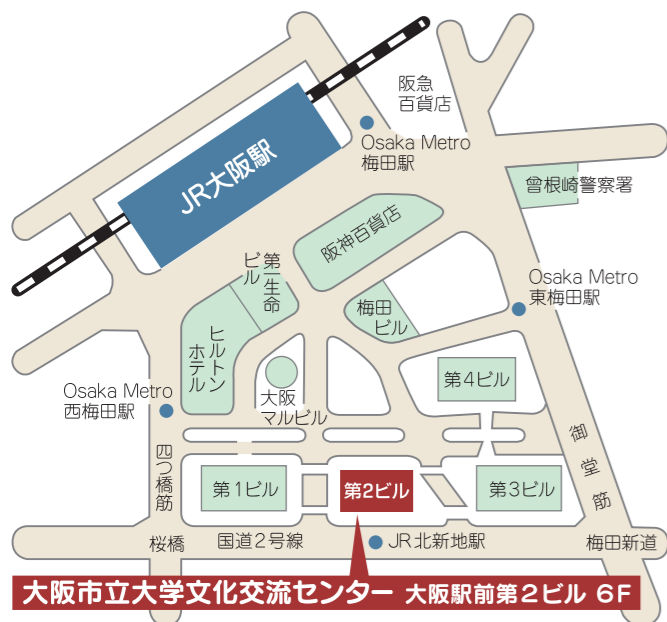 阪急
百貨店
Osaka Metro
梅田駅
JR大阪駅
曾根崎警察署
阪神百貨店
第一生命
ビル
梅田
ビル
Osaka Metro
東梅田駅
ヒルトン
ホテル
大阪
マルビル
第4ビル
Osaka Metro
西梅田駅
四つ橋筋
御堂筋
第1ビル
第2ビル
第3ビル
桜橋
国道2号線
JR北新地駅
梅田新道
大阪市立大学文化交流センター 大阪駅前第2ビル 6F